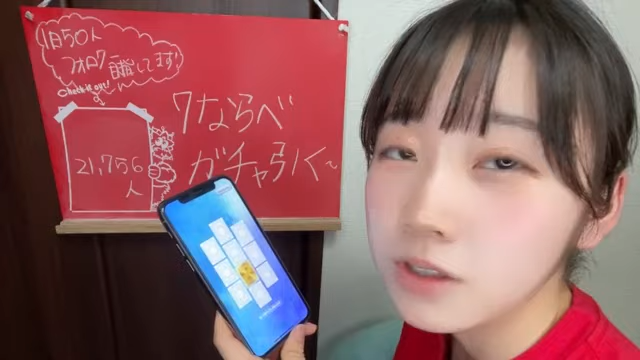 1日50人
フォロワー目指してます!
Check it out!
21,756
人
7ならべ
ガチャ引く~